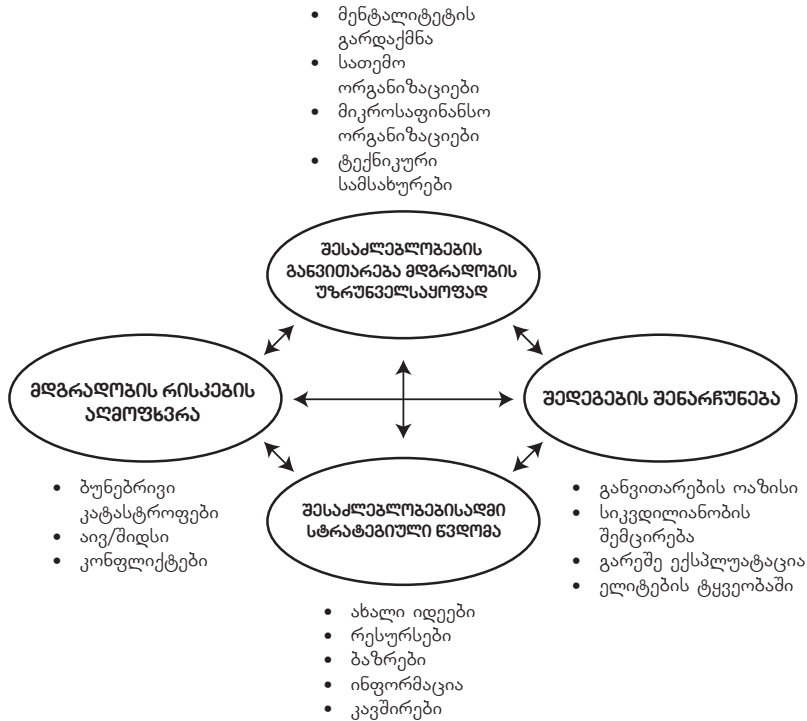 • მენტალიტეტის
გარდაქმნა
• სათემო
ორგანიზაციები
• მიკროსაფინანსო
ორგანიზაციები
• ტექნიკური
სამსახურები
შესაძლებლობების
განვითარება მდგრადობის
უზრუნველსაყოფად
მდგრადობის რისკების
აღმოფხვრა
შედეგების შენარჩუნება
• ბუნებრივი
კატასტროფები
• აივ/შიდსი
• კონფლიქტები
შესაძლებლობებისადმი
სტრატეგიული წვდომა
• განვითარების ოაზისი
• სიკვდილიანობის
შემცირება
• გარეშე ექსპლუატაცია
• ელიტების ტყვეობაში
• ახალი იდეები
• რესურსები
• ბაზრები
• ინფორმაცია
• კავშირები